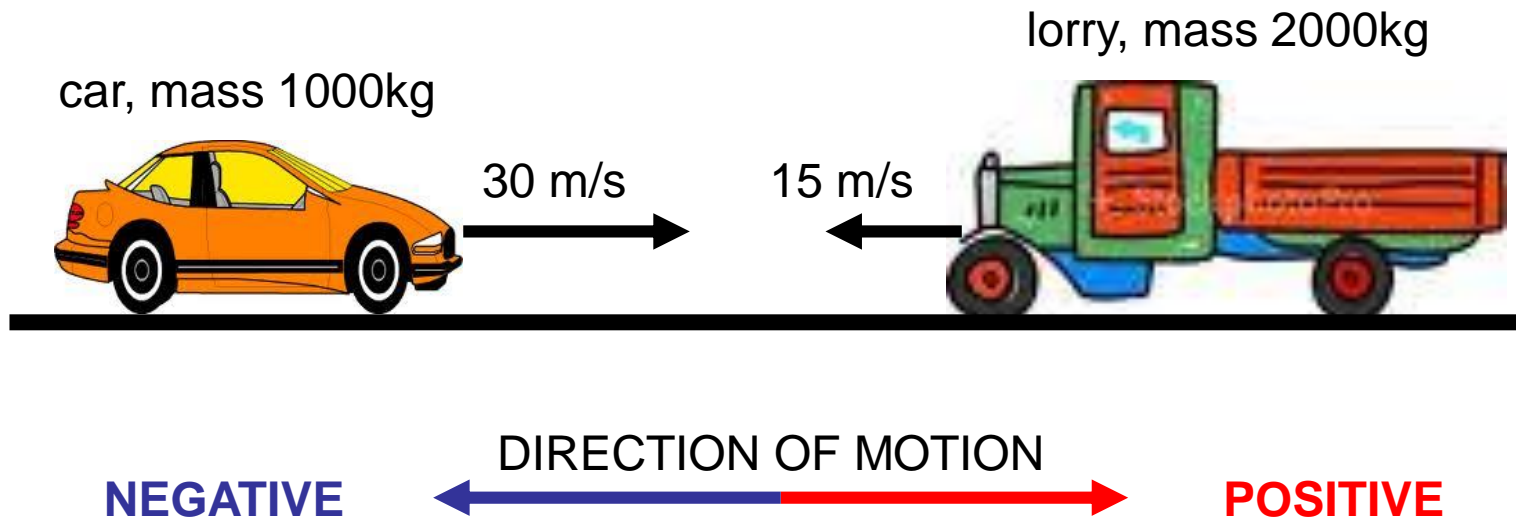 lorry, mass 2000kg
car, mass 1000kg
30 m/s
15 m/s
DIRECTION OF MOTION
NEGATIVE
POSITIVE